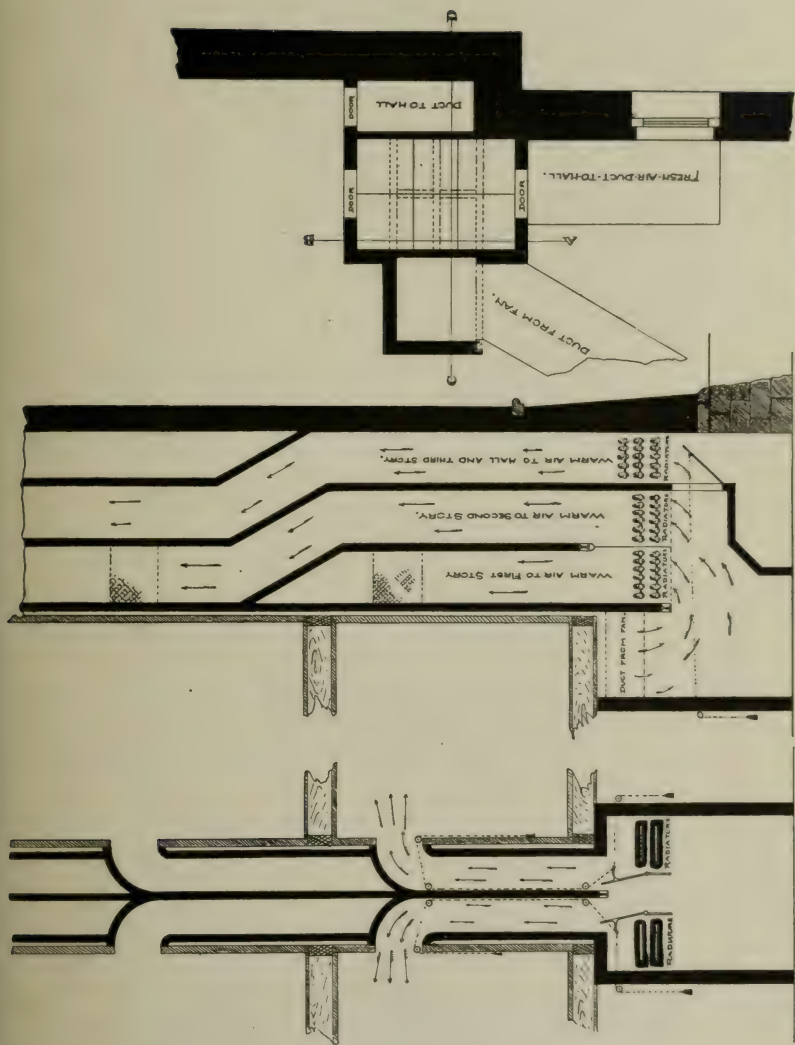 DOOR
DUCT TO HALL
DOOR
DOOR
FRESH-AIR-DUCT-TO-HALL.
B
A
D
C
DUCT FROM FAN.
WARM AIR TO HALL AND THIRD STORY.
RADIATORS
WARM AIR TO SECOND STORY.
RADIATORS
WARM AIR TO FIRST STORY
RADIATORS
DUCT FROM FAN
RADIATORS
RADIATORS